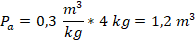 P_a = 0,3 m³/kg * 4 kg = 1,2 m³